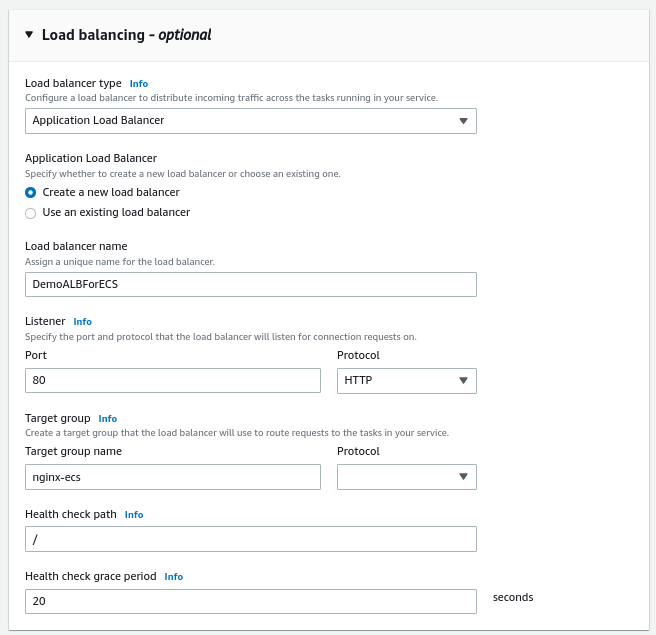 Load balancing - optional
Load balancer type Info
Configure a load balancer to distribute incoming traffic across the tasks running in your service.
Application Load Balancer
Application Load Balancer
Specify whether to create a new load balancer or choose an existing one.
Create a new load balancer
Use an existing load balancer
Load balancer name
Assign a unique name for the load balancer.
DemoALBForECS
Listener Info
Specify the port and protocol that the load balancer will listen for connection requests on.
Port Protocol
80 HTTP
Target group Info
Create a target group that the load balancer will use to route requests to the tasks in your service.
Target group name Protocol
nginx-ecs
Health check path Info
/
Health check grace period Info
20 seconds